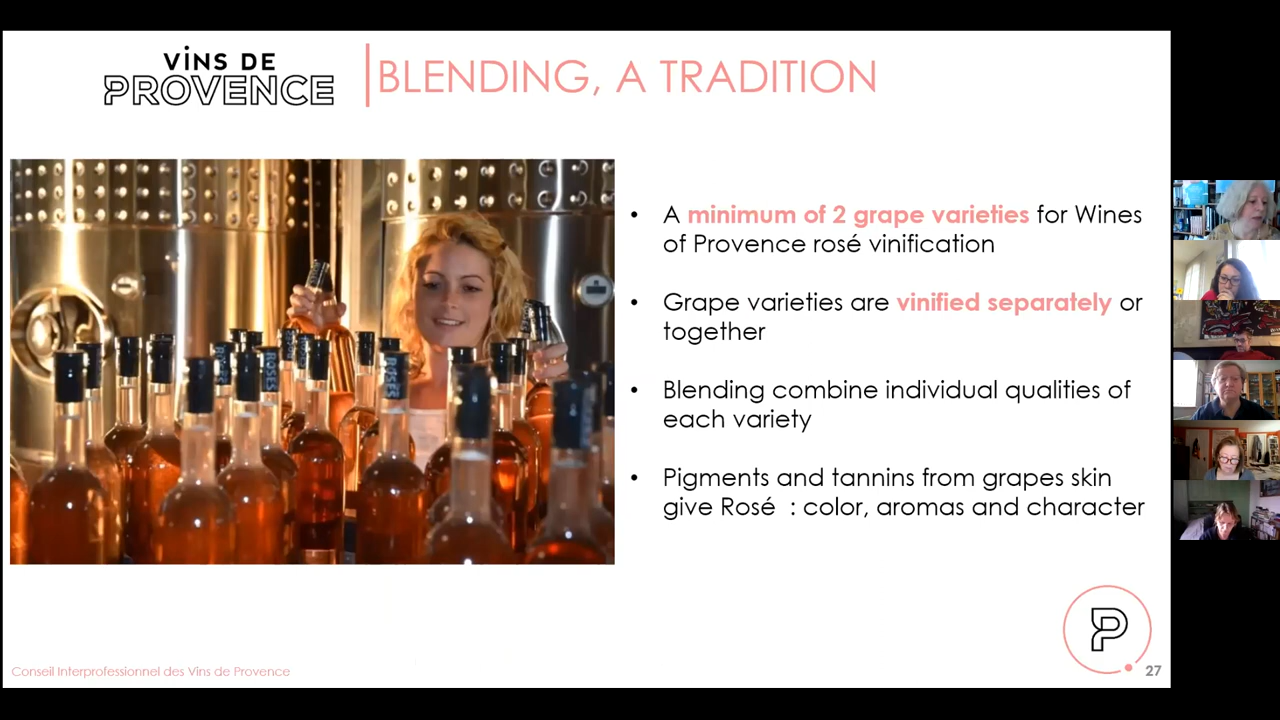 VINS DE
PROVENCE
BLENDING, A TRADITION
• A minimum of 2 grape varieties for Wines
of Provence rosé vinification
• Grape varieties are vinified separately or
together
• Blending combine individual qualities of
each variety
• Pigments and tannins from grapes skin
give Rosé : color, aromas and character
ROSES
ROSES
P
Conseil Interprofessionnel des Vins de Provence
27